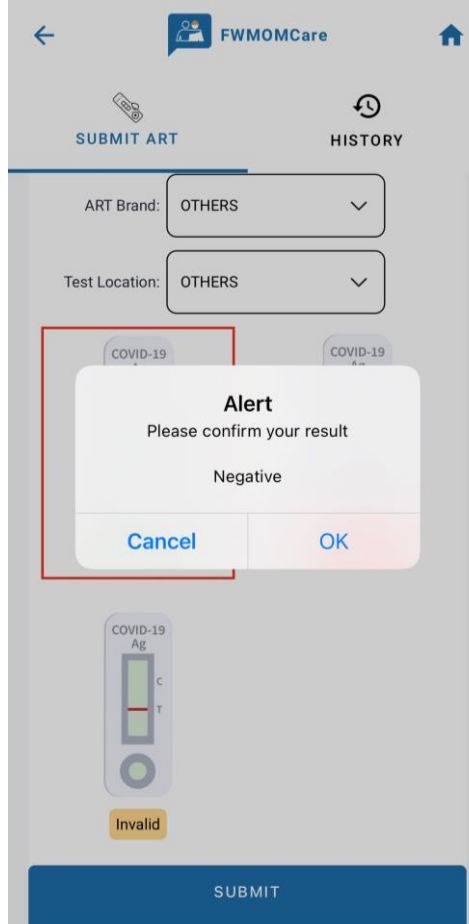 FWMOMCare
SUBMIT ART
HISTORY
ART Brand:
OTHERS
Test Location:
OTHERS
COVID-19
COVID-19
Alert
Please confirm your result
Negative
Cancel
OK
COVID-19
Ag
C
T
Invalid
SUBMIT